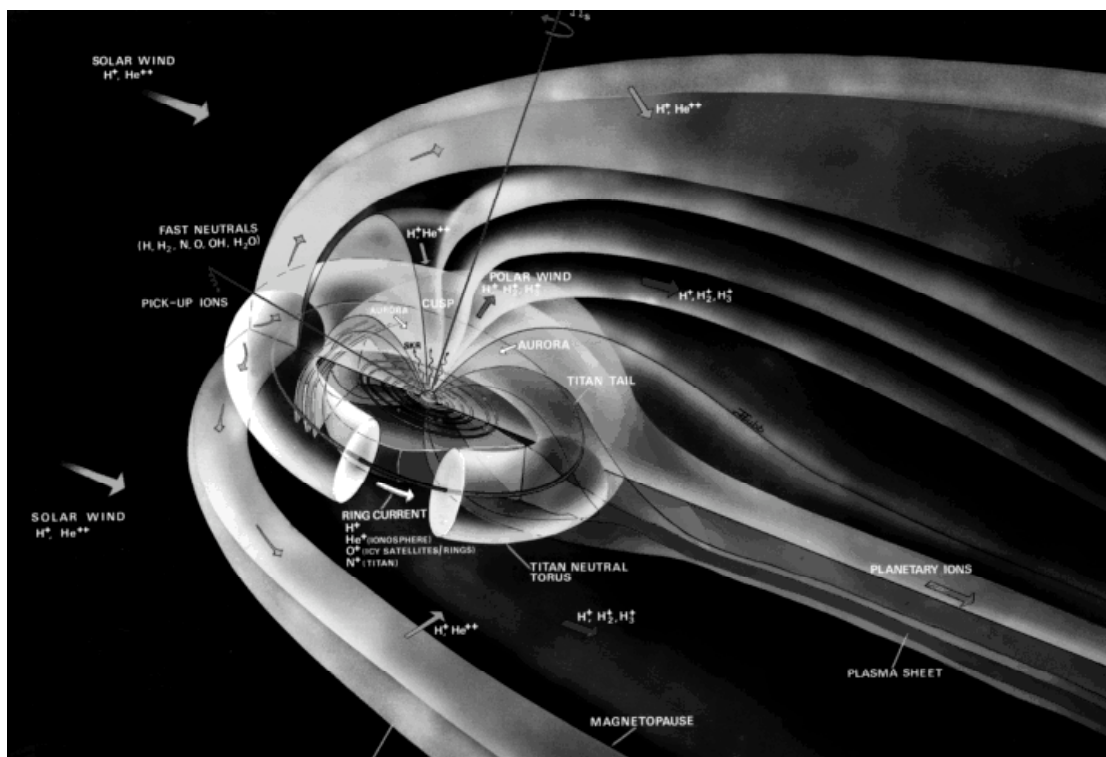 SOLAR WIND
H⁺, He⁺⁺
H⁺, He⁺⁺
FAST NEUTRALS
(H, H₂, N, O, OH, H₂O)
H⁺, He⁺⁺
POLAR WIND
H⁺, H₂⁺, H₃⁺
H⁺, H₂⁺, H₃⁺
PICK-UP IONS
CUSP
AURORA
SKR
AURORA
TITAN TAIL
SOLAR WIND
H⁺, He⁺⁺
RING CURRENT
H⁺
He⁺ (IONOSPHERE)
O⁺ (ICY SATELLITES/RINGS)
N⁺ (TITAN)
TITAN NEUTRAL
TORUS
PLANETARY IONS
H⁺, He⁺⁺
H⁺, H₂⁺, H₃⁺
PLASMA SHEET
MAGNETOPAUSE